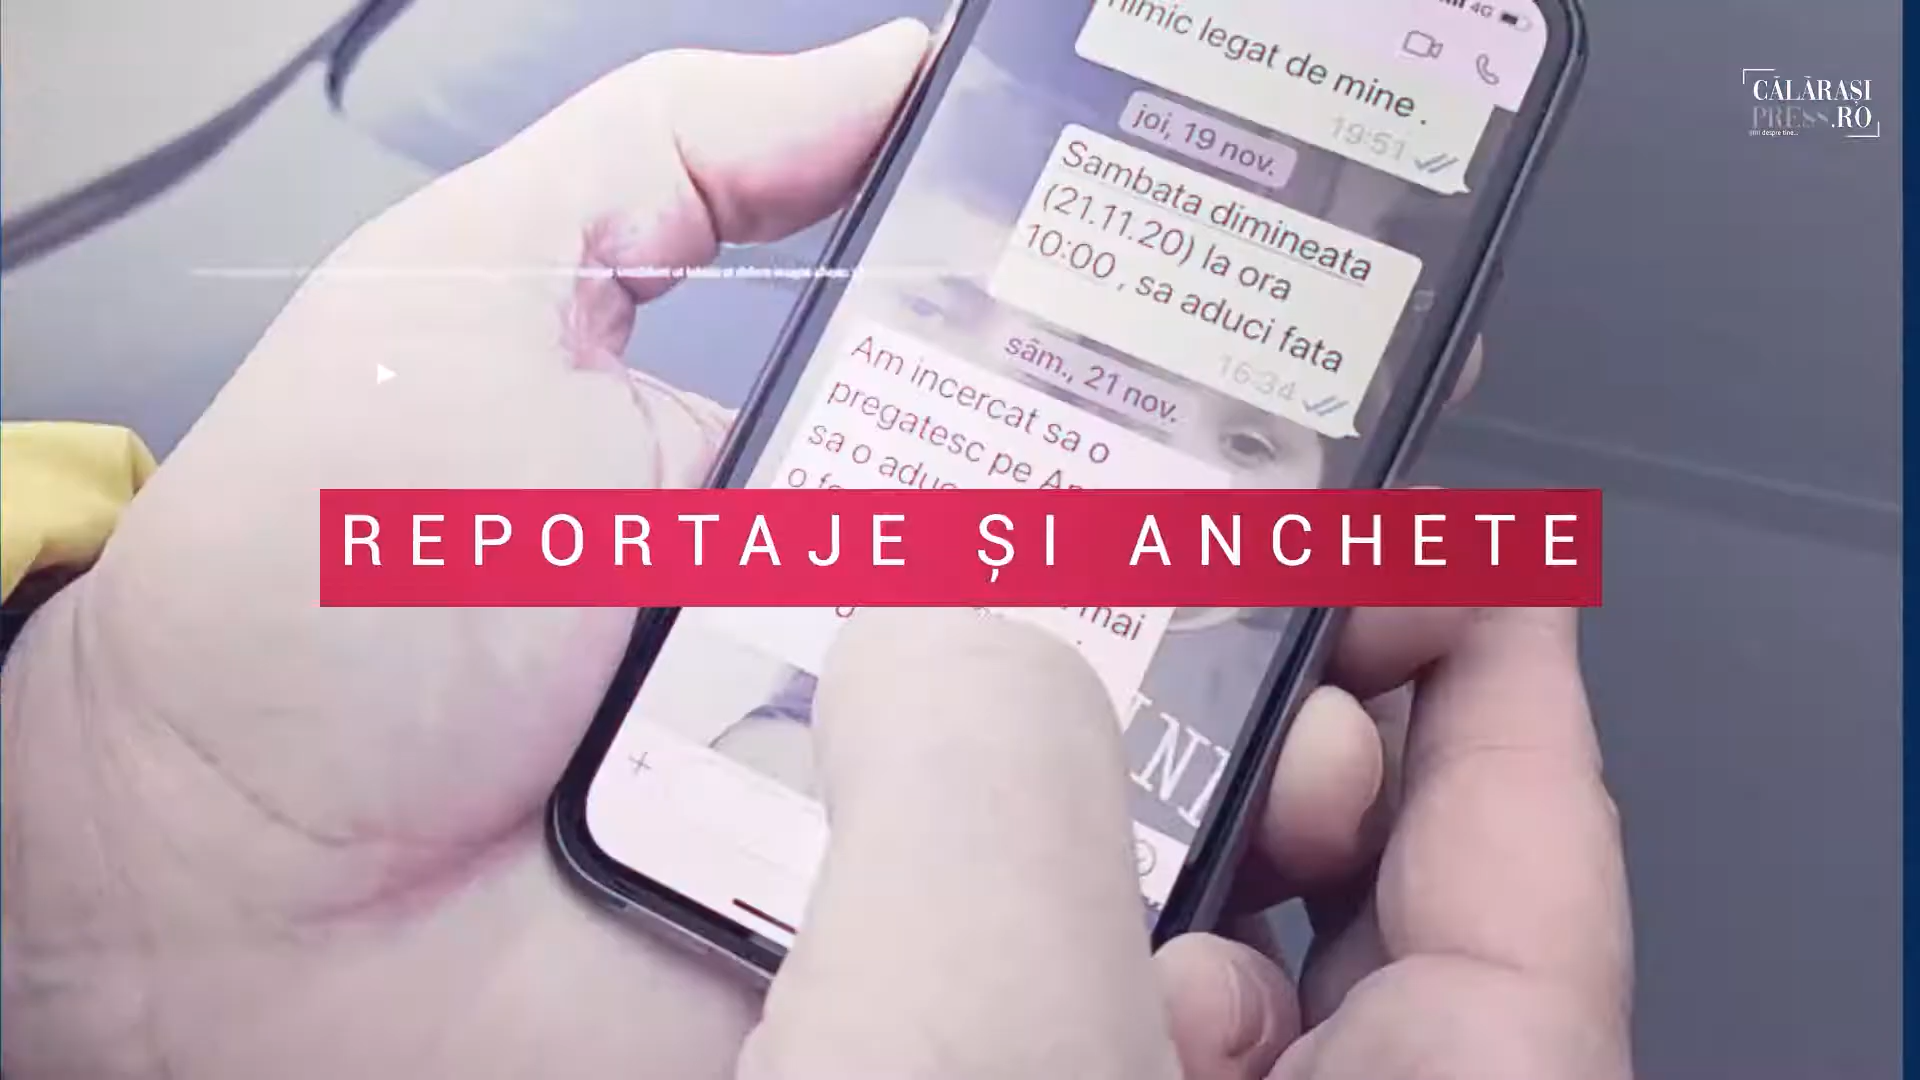 4G
nimic legat de mine .
19:51
CĂLĂRAȘI
PRESS.RO
joi, 19 nov.
Sambata dimineata
(21.11.20) la ora
10:00 , sa aduci fata
16:34
sâm., 21 nov.
Am incercat sa o
pregatesc pe
sa o
o
REPORTAJE ȘI ANCHETE
mai